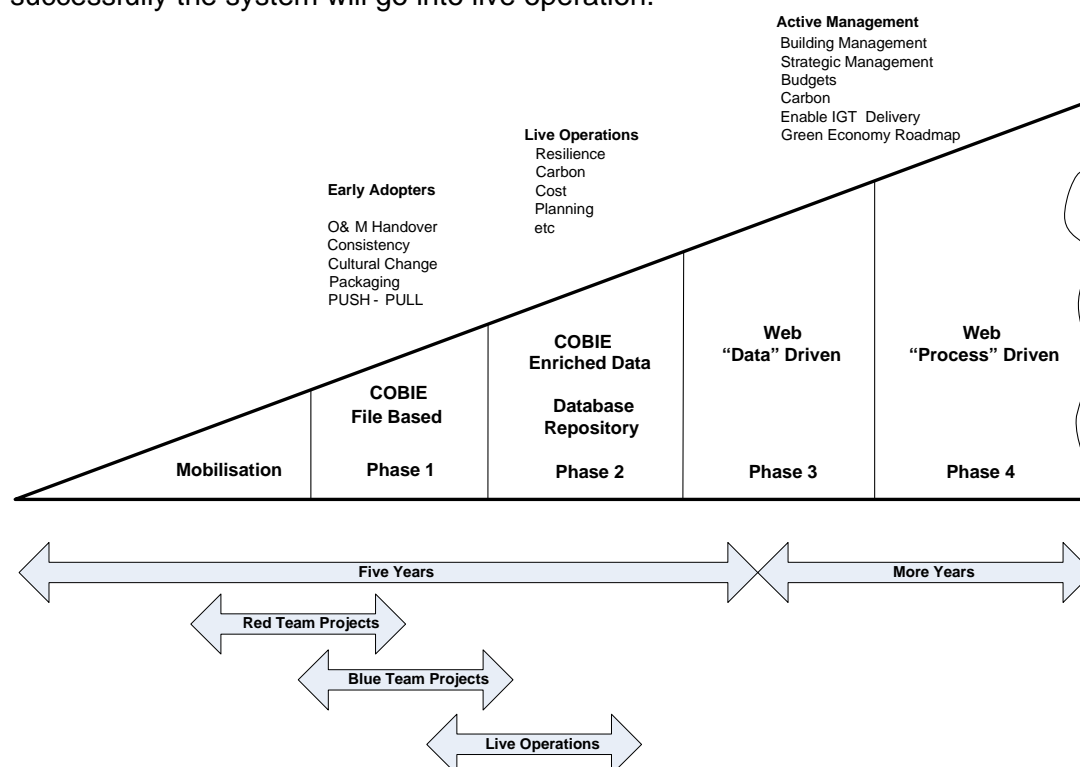 successfully the system will go into live operation.
Active Management
Building Management
Strategic Management
Budgets
Carbon
Enable IGT Delivery
Green Economy Roadmap
Live Operations
Resilience
Carbon
Cost
Planning
etc
Early Adopters
O& M Handover
Consistency
Cultural Change
Packaging
PUSH - PULL
Mobilisation
COBIE
File Based
Phase 1
COBIE
Enriched Data
Database
Repository
Phase 2
Web
“Data” Driven
Phase 3
Web
“Process” Driven
Phase 4
Five Years
More Years
Red Team Projects
Blue Team Projects
Live Operations